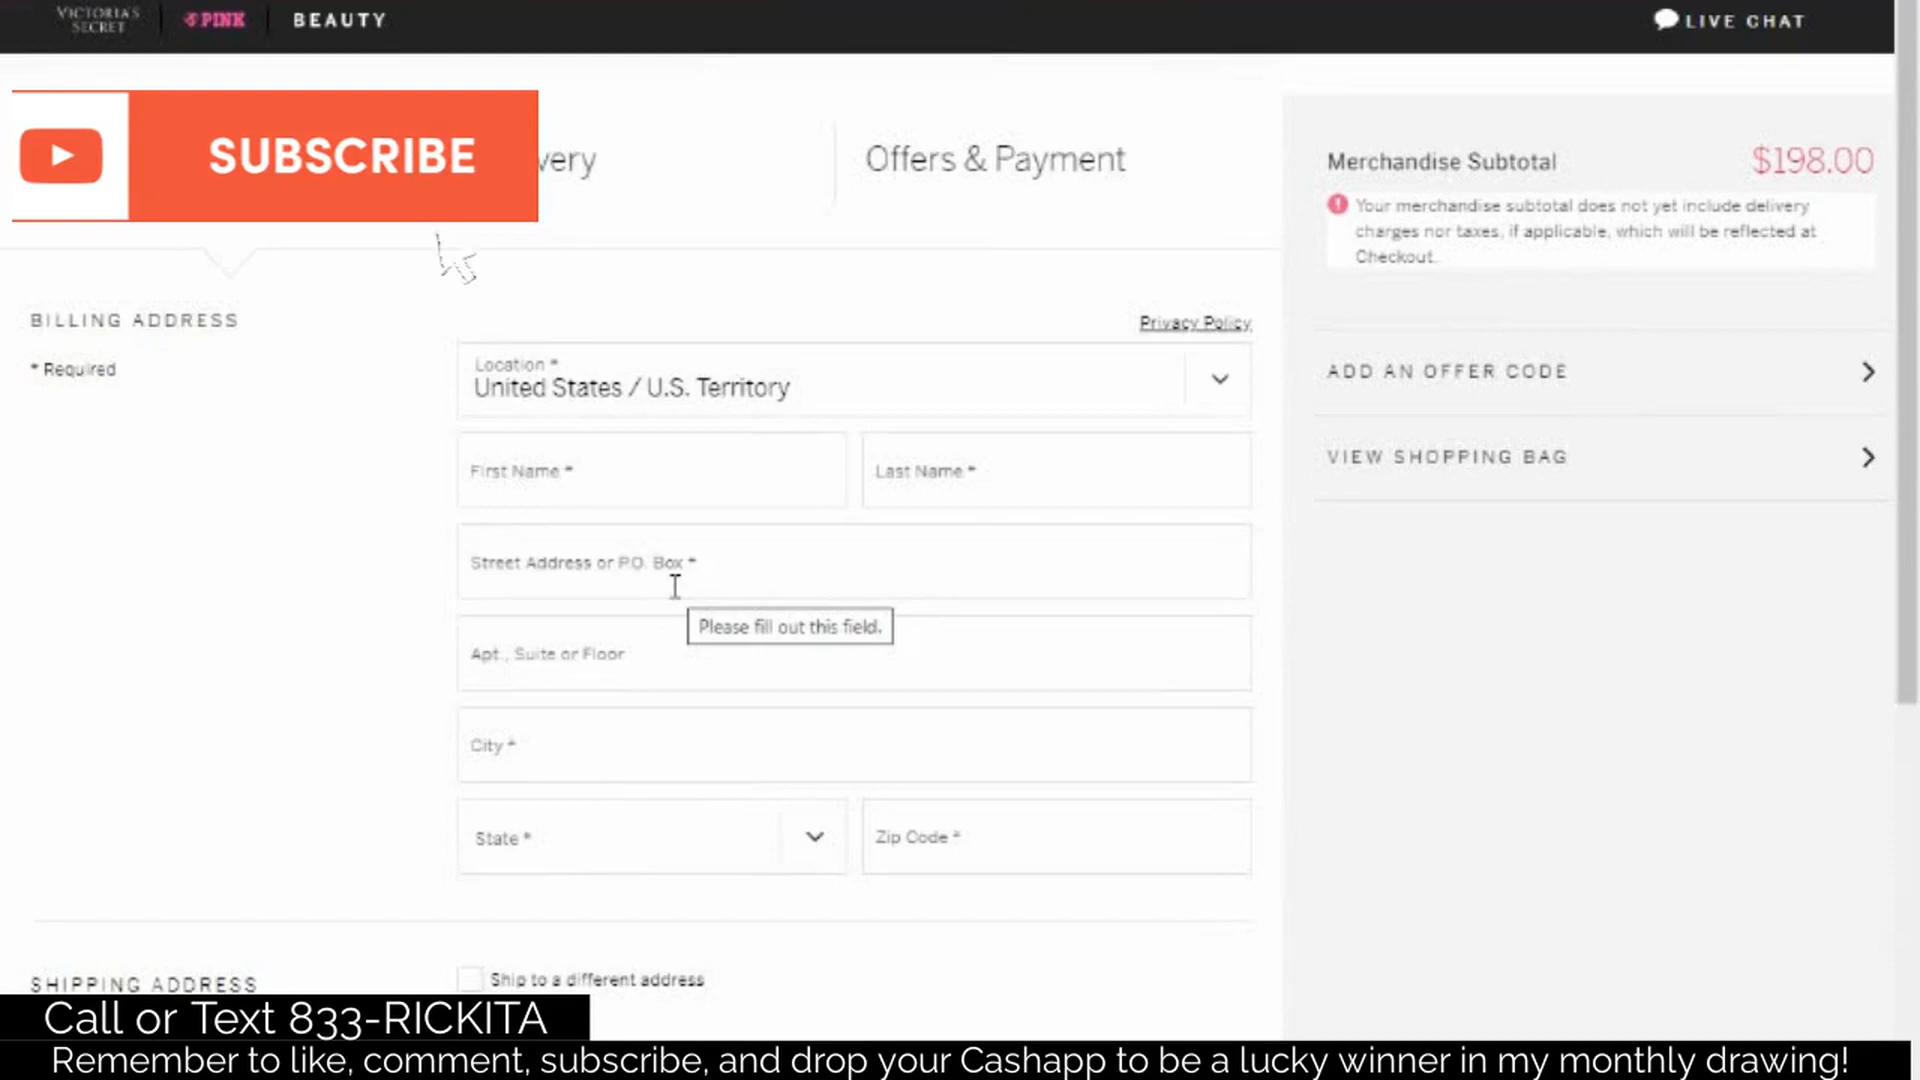 VICTORIA'S
SECRET
PINK
BEAUTY
LIVE CHAT
SUBSCRIBE
very
Offers & Payment
Merchandise Subtotal
$198.00
Your merchandise subtotal does not yet include delivery
charges nor taxes, if applicable, which will be reflected at
Checkout.
BILLING ADDRESS
* Required
Privacy Policy
Location *
United States / U.S. Territory
First Name *
Last Name *
Street Address or P.O. Box *
Please fill out this field.
Apt., Suite or Floor
City *
State *
Zip Code *
ADD AN OFFER CODE
VIEW SHOPPING BAG
SHIPPING ADDRESS
Ship to a different address
Call or Text 833-RICKITA
Remember to like, comment, subscribe, and drop your Cashapp to be a lucky winner in my monthly drawing!